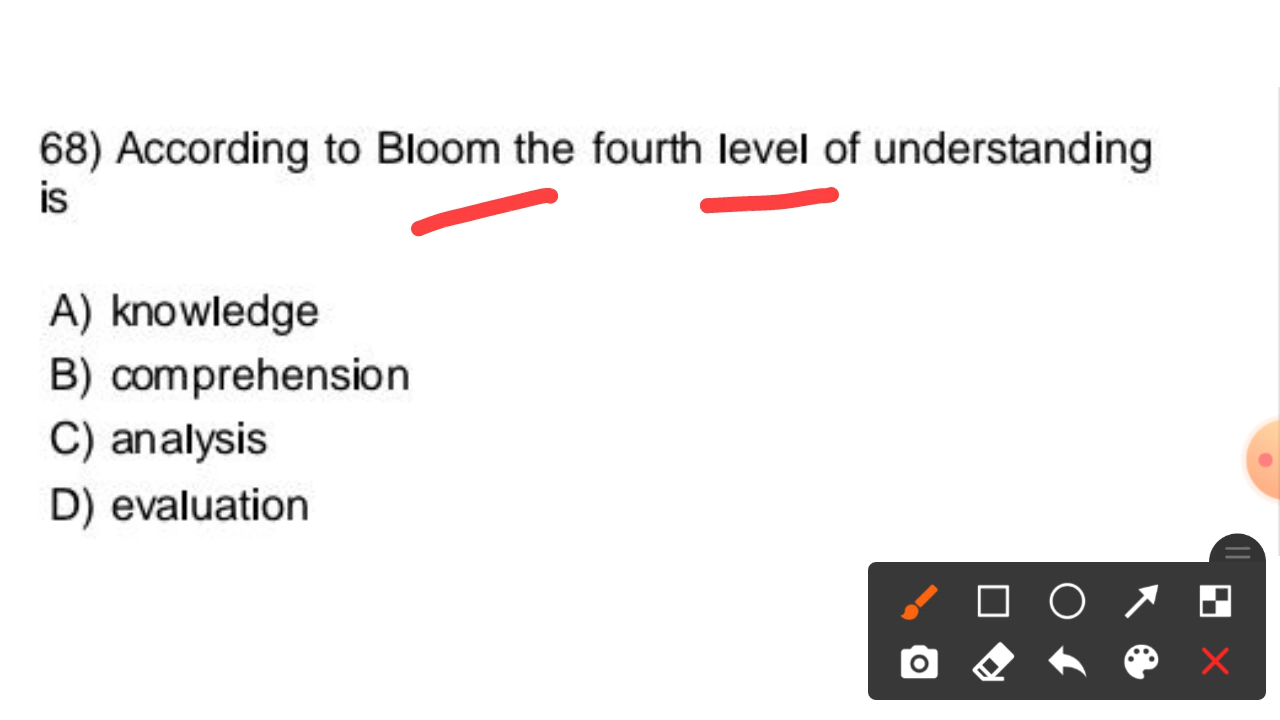 68) According to Bloom the fourth level of understanding
is
A) knowledge
B) comprehension
C) analysis
D) evaluation